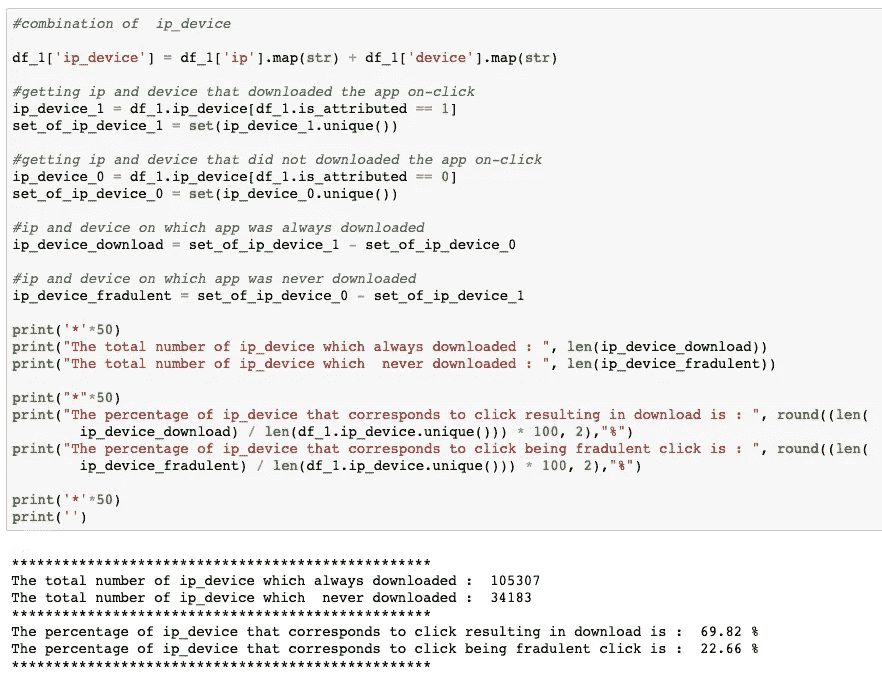 #combination of  ip_device
df_1['ip_device'] = df_1['ip'].map(str) + df_1['device'].map(str)
#getting ip and device that downloaded the app on-click
ip_device_1 = df_1.ip_device[df_1.is_attributed == 1]
set_of_ip_device_1 = set(ip_device_1.unique())
#getting ip and device that did not downloaded the app on-click
ip_device_0 = df_1.ip_device[df_1.is_attributed == 0]
set_of_ip_device_0 = set(ip_device_0.unique())
#ip and device on which app was always downloaded
ip_device_download = set_of_ip_device_1 - set_of_ip_device_0
#ip and device on which app was never downloaded
ip_device_fradulent = set_of_ip_device_0 - set_of_ip_device_1
print('*'*50)
print("The total number of ip_device which always downloaded : ", len(ip_device_download))
print("The total number of ip_device which  never downloaded : ", len(ip_device_fradulent))
print("*"*50)
print("The percentage of ip_device that corresponds to click resulting in download is : ", round((len(
        ip_device_download) / len(df_1.ip_device.unique())) * 100, 2),"%")
print("The percentage of ip_device that corresponds to click being fradulent click is : ", round((len(
        ip_device_fradulent) / len(df_1.ip_device.unique())) * 100, 2),"%")
print('*'*50)
print('')
**************************************************
The total number of ip_device which always downloaded :  105307
The total number of ip_device which  never downloaded :  34183
**************************************************
The percentage of ip_device that corresponds to click resulting in download is :  69.82 %
The percentage of ip_device that corresponds to click being fradulent click is :  22.66 %
**************************************************